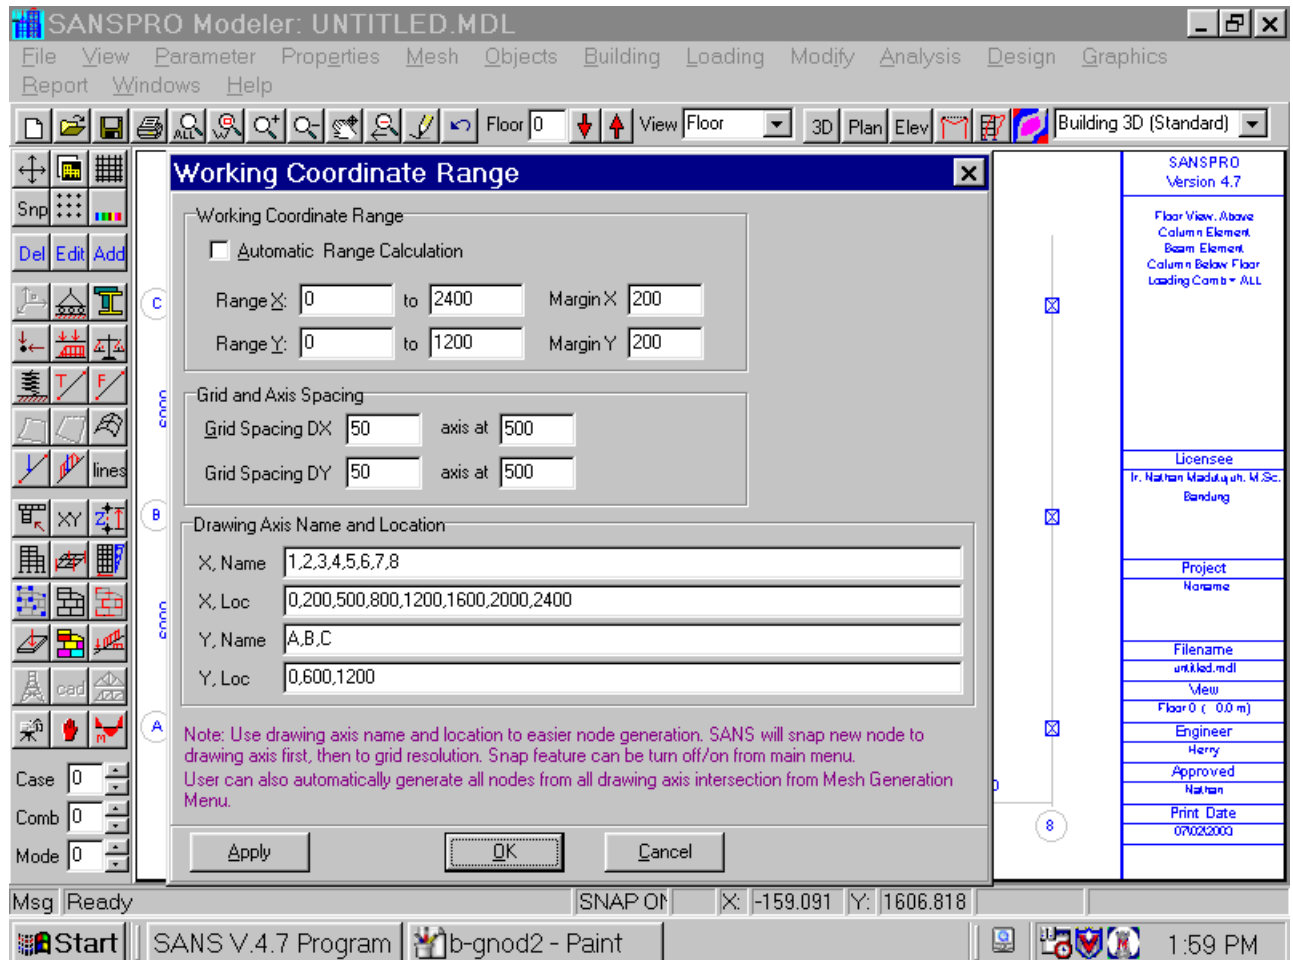 SANSPRO Modeler: UNTITLED.MDL
File View Parameter Properties Mesh Objects Building Loading Modify Analysis Design Graphics
Report Windows Help
ALL Floor 0 View Floor 3D Plan Elev Building 3D (Standard)
Snp
Del Edit Add
T F
lines
XY Z
cad
M
Case 0
Comb 0
Mode 0
C
B
A
8
Working Coordinate Range
Working Coordinate Range
Automatic Range Calculation
Range X: 0 to 2400 Margin X 200
Range Y: 0 to 1200 Margin Y 200
Grid and Axis Spacing
Grid Spacing DX 50 axis at 500
Grid Spacing DY 50 axis at 500
Drawing Axis Name and Location
X, Name 1,2,3,4,5,6,7,8
X, Loc 0,200,500,800,1200,1600,2000,2400
Y, Name A,B,C
Y, Loc 0,600,1200
Note: Use drawing axis name and location to easier node generation. SANS will snap new node to
drawing axis first, then to grid resolution. Snap feature can be turn off/on from main menu.
User can also automatically generate all nodes from all drawing axis intersection from Mesh Generation
Menu.
Apply OK Cancel
SANSPRO
Version 4.7
Floor View, Above
Column Element
Beam Element
Column Below Floor
Loading Comb = ALL
Licensee
Ir. Nathan Madutujuh, M.Sc.
Bandung
Project
Noname
Filename
untitled.mdl
View
Floor 0 ( 0.0 m)
Engineer
Herry
Approved
Nathan
Print Date
07/02/2003
Msg Ready SNAP ON X: -159.091 Y: 1606.818
Start SANS V.4.7 Program b-gnod2 - Paint 1:59 PM